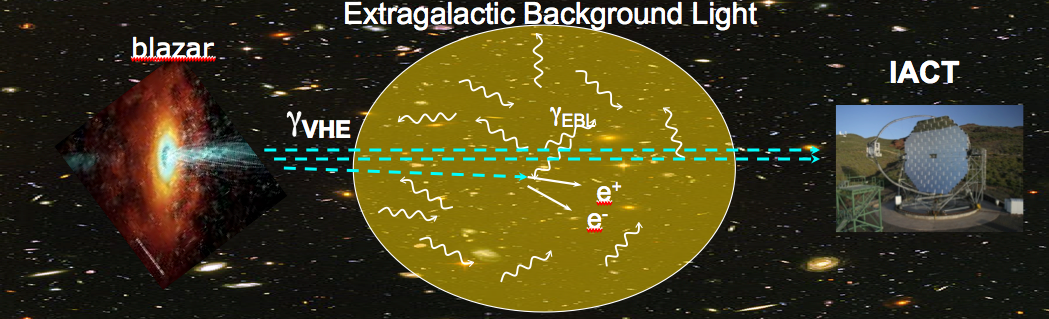 Extragalactic Background Light
blazar
IACT
γVHE
γEBL
e+
e-